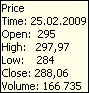 Price
Time: 25.02.2009
Open:  295
High:   297,97
Low:    284
Close: 288,06
Volume: 166 735